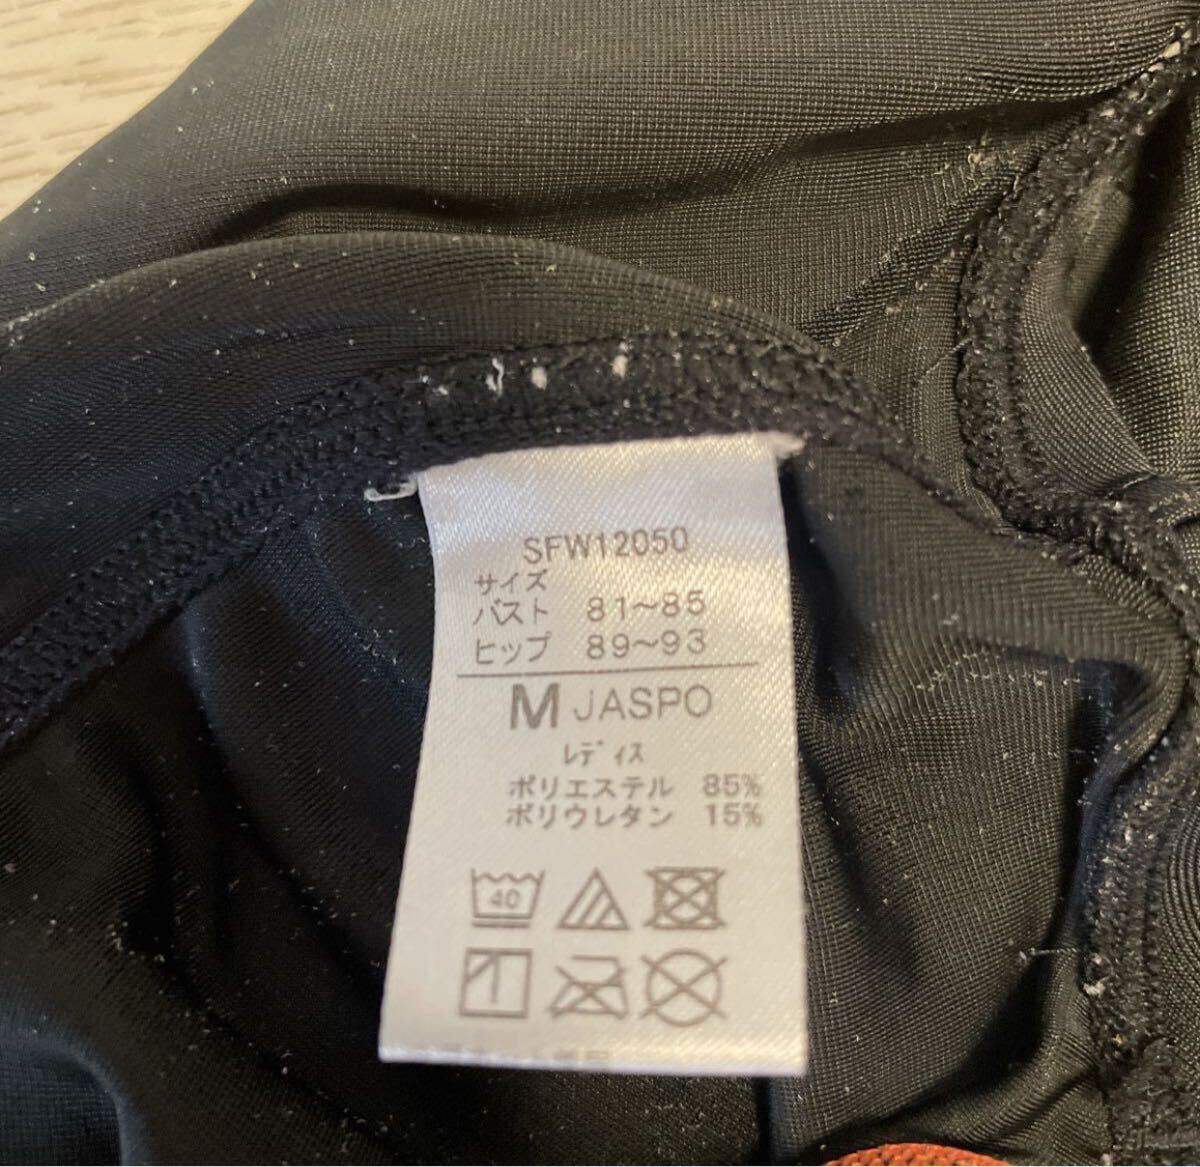 SFW12050
サイズ
バスト 81~85
ヒップ 89~93
M JASPO
レディス
ポリエステル 85%
ポリウレタン 15%
40